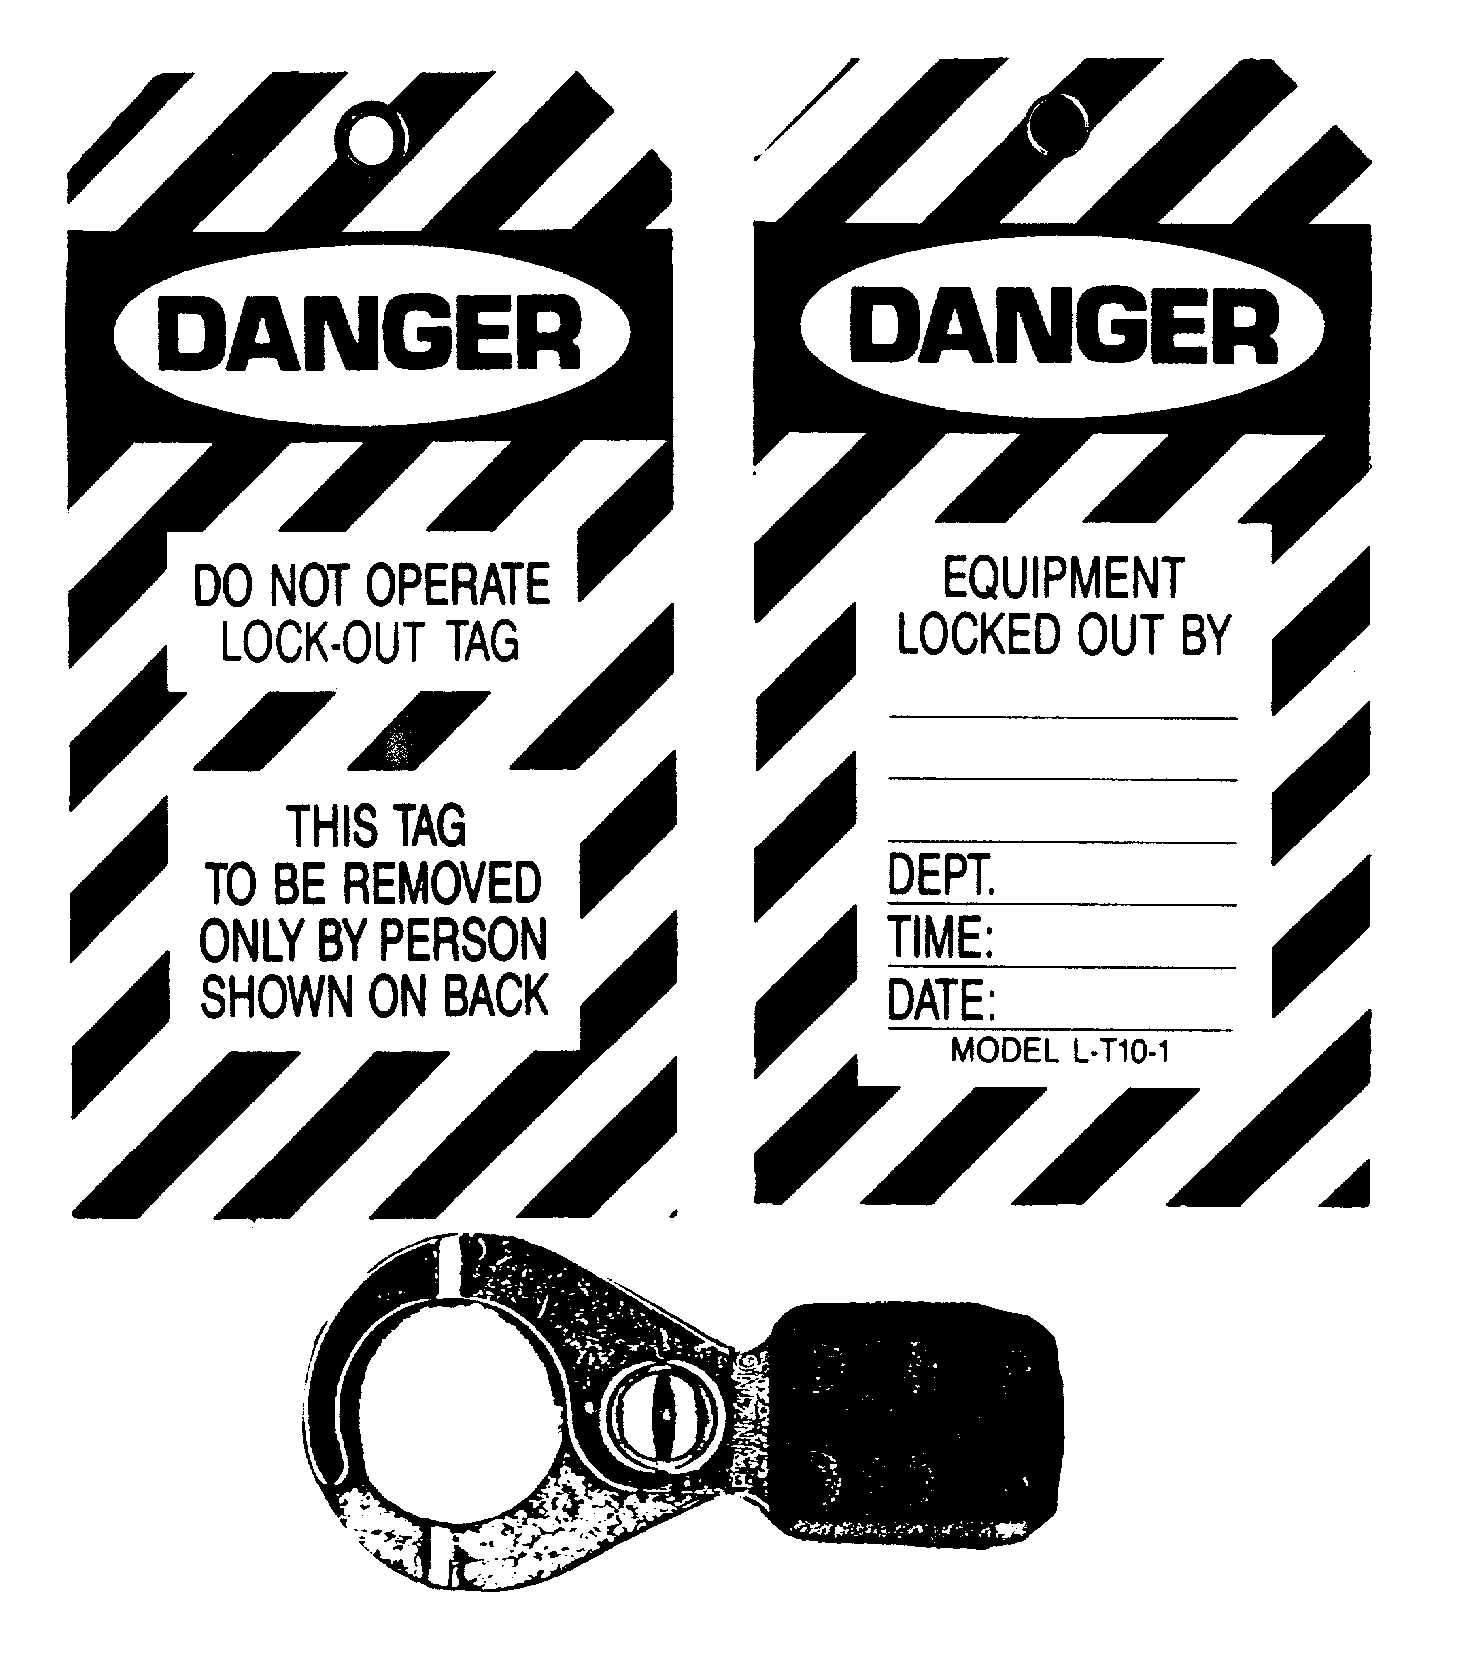 DANGER
DO NOT OPERATE
LOCK-OUT TAG
THIS TAG
TO BE REMOVED
ONLY BY PERSON
SHOWN ON BACK
DANGER
EQUIPMENT
LOCKED OUT BY
DEPT.
TIME:
DATE:
MODEL L-T10-1